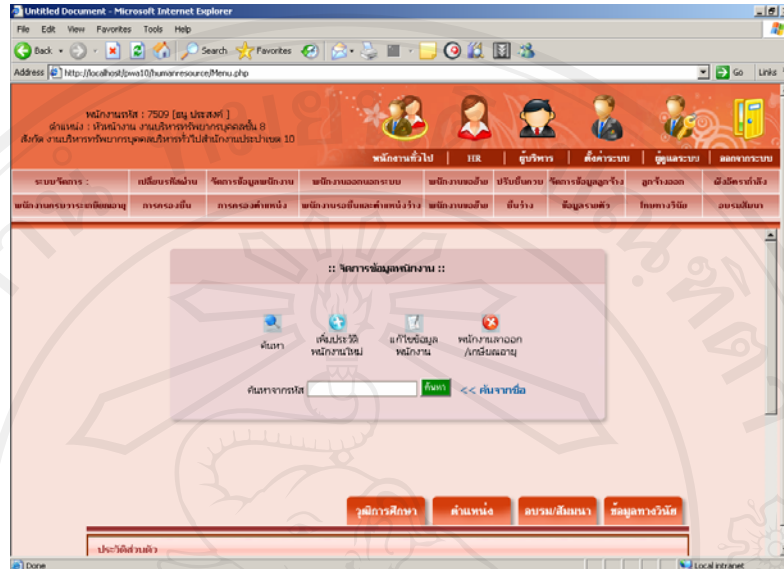 Untitled Document - Microsoft Internet Explorer
File Edit View Favorites Tools Help
Back Search Favorites
Address http://localhost/pwa10/humanresource/Menu.php Go Links
พนักงานรหัส : 7509 [ธนู ประสงค์ ]
ตำแหน่ง : หัวหน้างาน งานบริหารทรัพยากรบุคคลชั้น 8
สังกัด งานบริหารทรัพยากรบุคคลบริหารทั่วไปสำนักงานประปาเขต 10
พนักงานทั่วไป | HR | ผู้บริหาร | ตั้งค่าระบบ | ผู้ดูแลระบบ | ออกจากระบบ
ระบบจัดการ : เปลี่ยนรหัสผ่าน จัดการข้อมูลพนักงาน พนักงานออกนอกระบบ พนักงานขอย้าย ปรับขั้นควบ จัดการข้อมูลลูกจ้าง ลูกจ้างออก ผังอัตรากำลัง
พนักงานครบวาระเกษียณอายุ การครองชั้น การครองตำแหน่ง พนักงานรอขึ้นและตำแหน่งว่าง พนักงานขอย้าย ขึ้นว่าง ข้อมูลรายตัว โทษทางวินัย อบรมสัมมนา
:: จัดการข้อมูลพนักงาน ::
ค้นหา เพิ่มประวัติพนักงานใหม่ แก้ไขข้อมูลพนักงาน พนักงานลาออก/เกษียณอายุ
ค้นหาจากรหัส ค้นหา << ค้นจากชื่อ
วุฒิการศึกษา ตำแหน่ง อบรม/สัมมนา ข้อมูลทางวินัย
ประวัติส่วนตัว
Done Local intranet